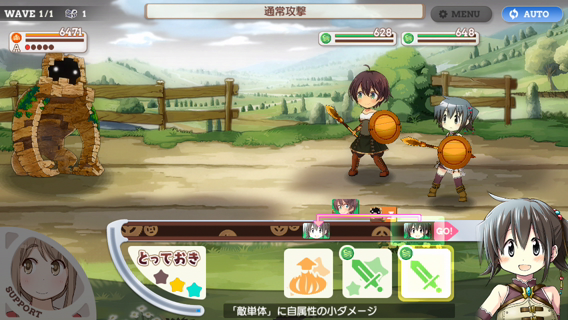 WAVE 1/1 1
通常攻撃
MENU
AUTO
6471
A
628
648
GO!
とっておき
SUPPORT
「敵単体」に自属性の小ダメージ